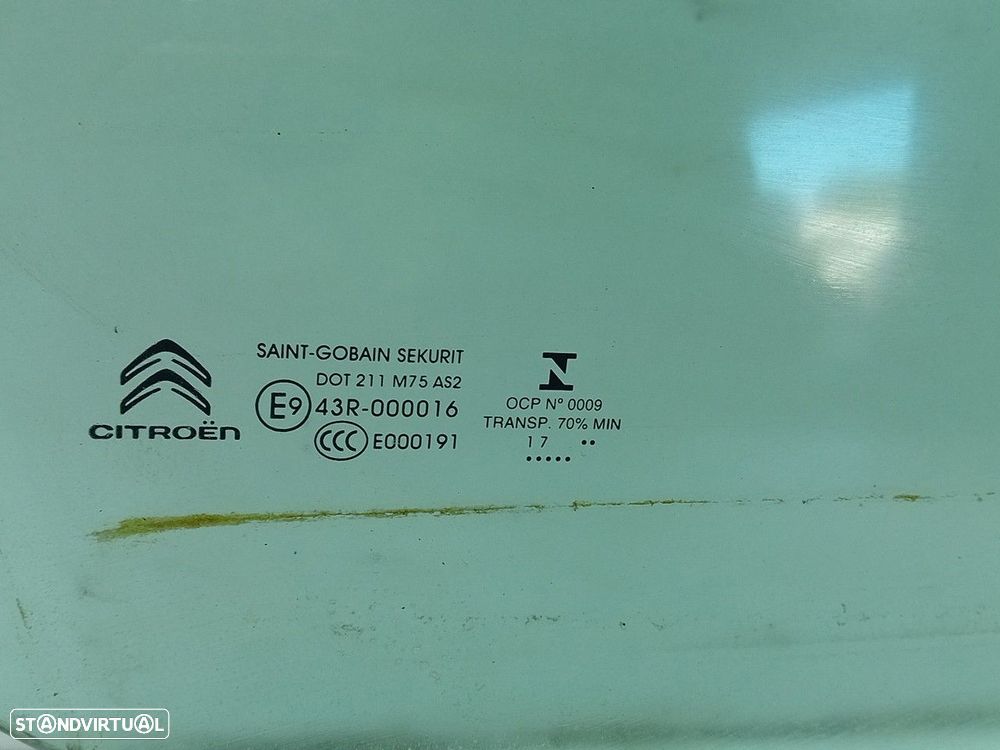 CITROËN
SAINT-GOBAIN SEKURIT
DOT 211 M75 AS2
E9 43R-000016
CCC E000191
N
OCP Nº 0009
TRANSP. 70% MIN
17 ••
•••••
STANDVIRTUAL